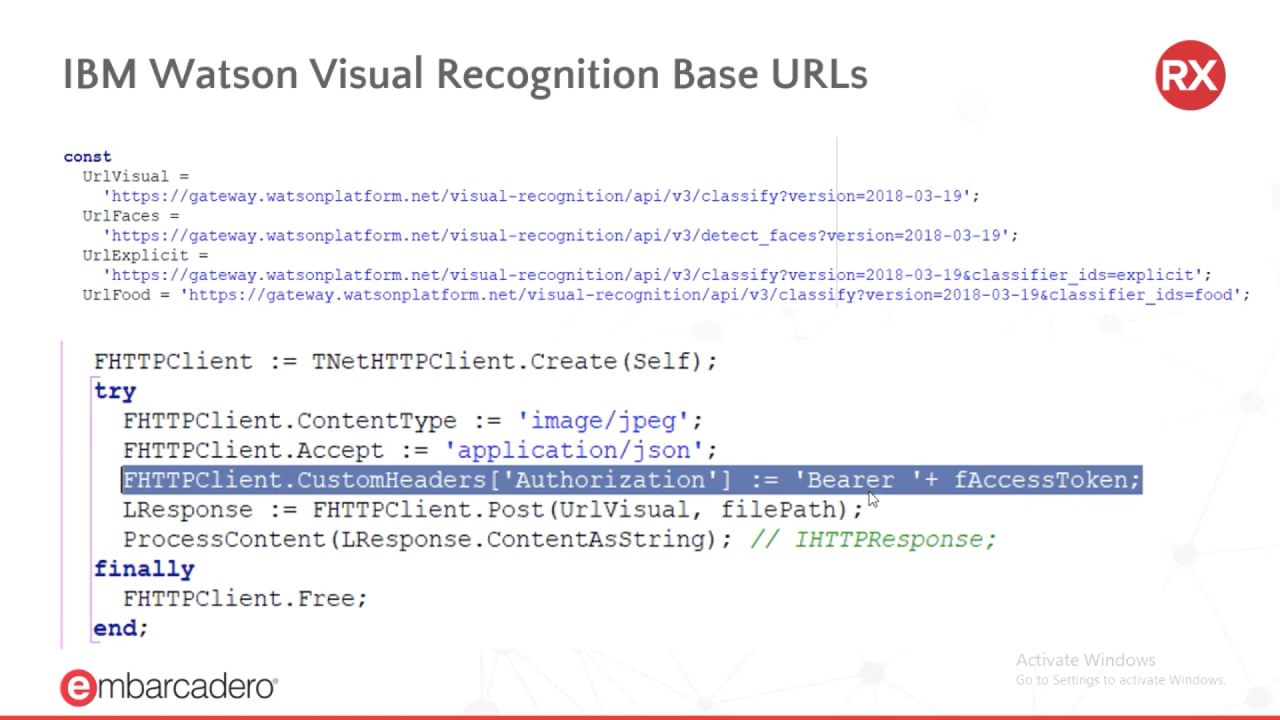 IBM Watson Visual Recognition Base URLs
RX
const
UrlVisual =
'https://gateway.watsonplatform.net/visual-recognition/api/v3/classify?version=2018-03-19';
UrlFaces =
'https://gateway.watsonplatform.net/visual-recognition/api/v3/detect_faces?version=2018-03-19';
UrlExplicit =
'https://gateway.watsonplatform.net/visual-recognition/api/v3/classify?version=2018-03-19&classifier_ids=explicit';
UrlFood = 'https://gateway.watsonplatform.net/visual-recognition/api/v3/classify?version=2018-03-19&classifier_ids=food';
FHTTPClient := TNetHTTPClient.Create(Self);
try
FHTTPClient.ContentType := 'image/jpeg';
FHTTPClient.Accept := 'application/json';
FHTTPClient.CustomHeaders['Authorization'] := 'Bearer '+ fAccessToken;
LResponse := FHTTPClient.Post(UrlVisual, filePath);
ProcessContent(LResponse.ContentAsString); // IHTTPResponse;
finally
FHTTPClient.Free;
end;
Activate Windows
Go to Settings to activate Windows.
embarcadero®